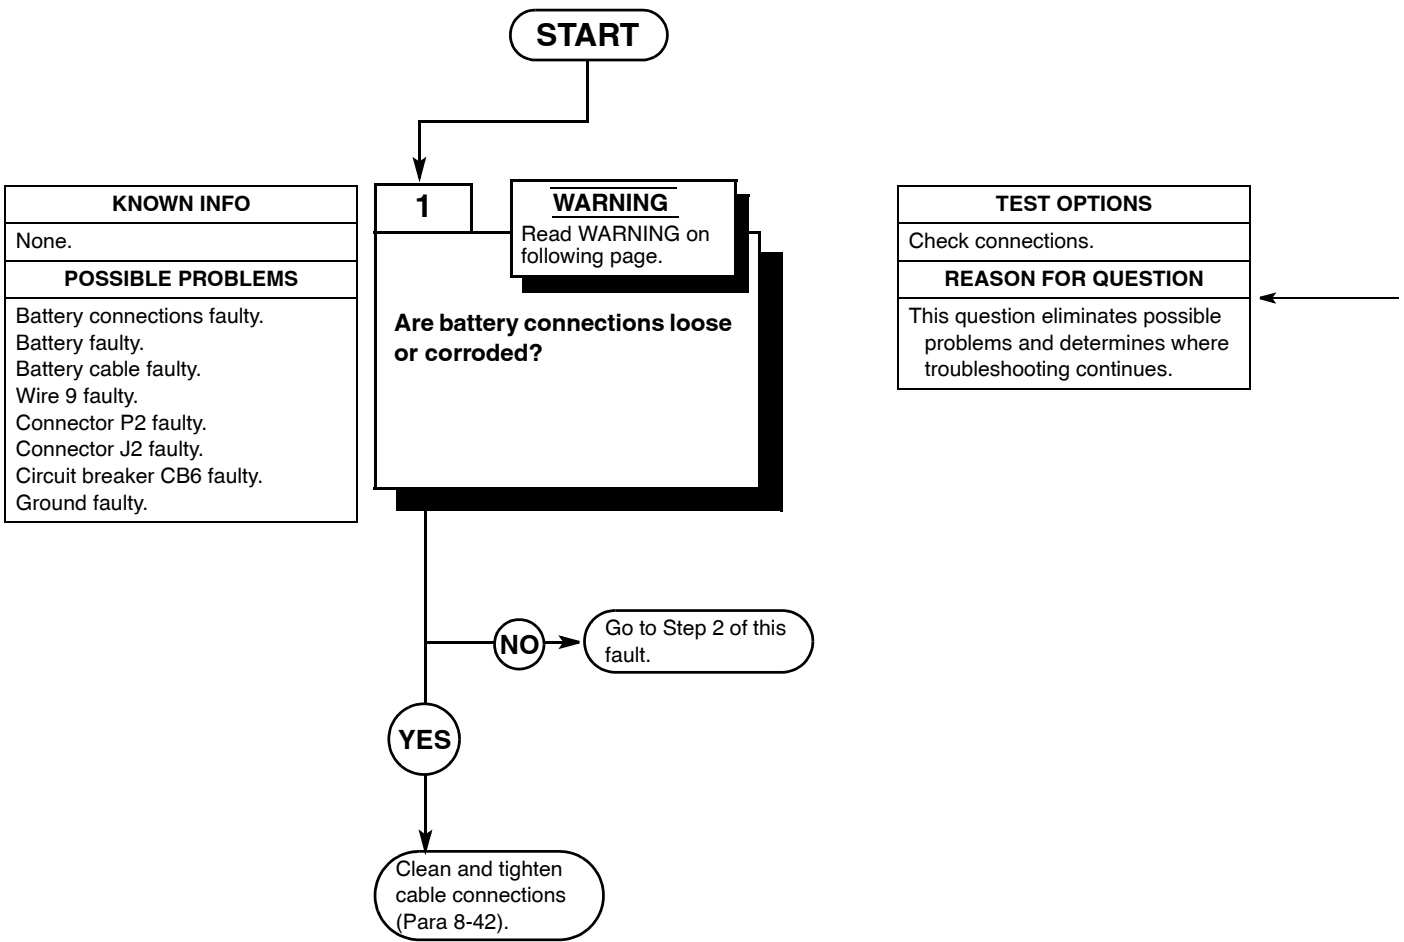 START
KNOWN INFO
None.
POSSIBLE PROBLEMS
Battery connections faulty.
Battery faulty.
Battery cable faulty.
Wire 9 faulty.
Connector P2 faulty.
Connector J2 faulty.
Circuit breaker CB6 faulty.
Ground faulty.
1
WARNING
Read WARNING on
following page.
Are battery connections loose
or corroded?
TEST OPTIONS
Check connections.
REASON FOR QUESTION
This question eliminates possible
problems and determines where
troubleshooting continues.
NO
Go to Step 2 of this
fault.
YES
Clean and tighten
cable connections
(Para 8-42).